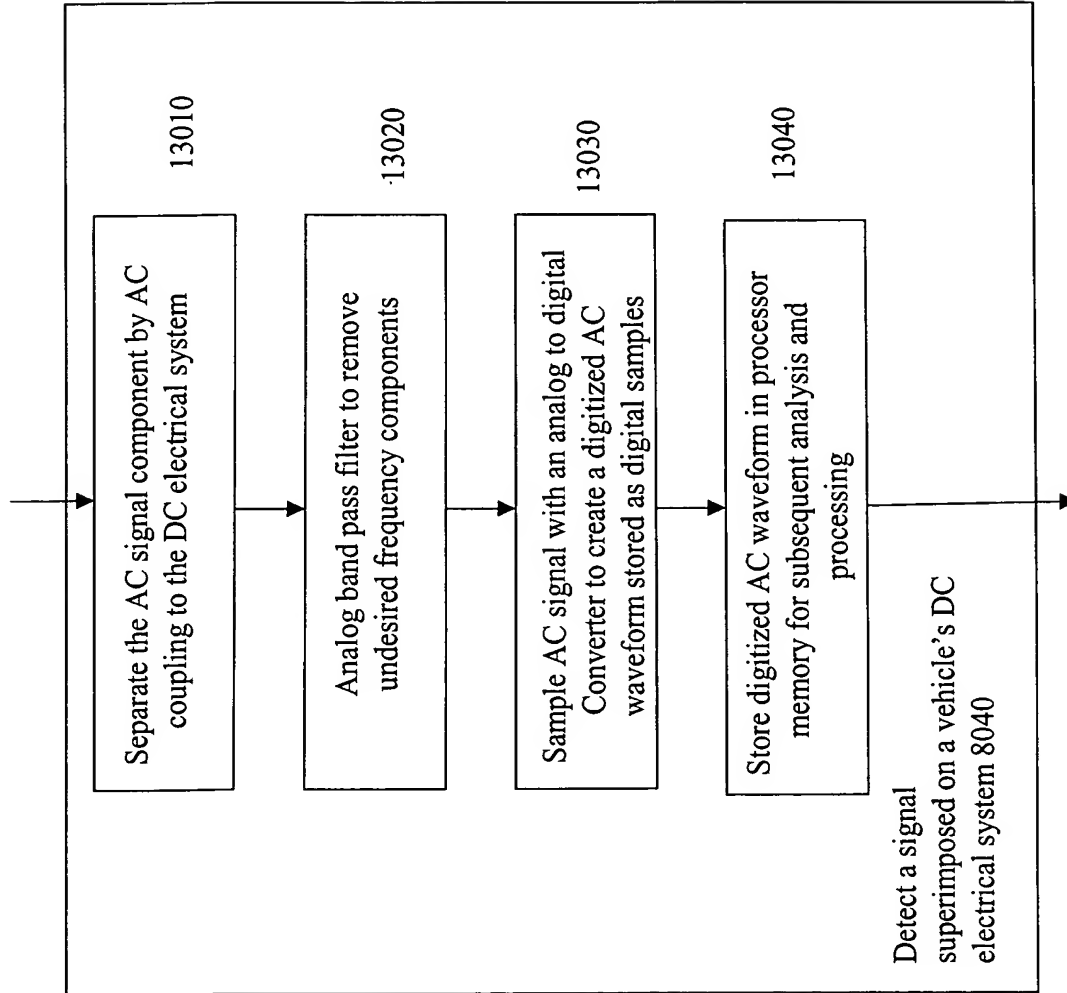 Separate the AC signal component by AC
coupling to the DC electrical system
13010
Analog band pass filter to remove
undesired frequency components
13020
Sample AC signal with an analog to digital
Converter to create a digitized AC
waveform stored as digital samples
13030
Store digitized AC waveform in processor
memory for subsequent analysis and
processing
13040
Detect a signal
superimposed on a vehicle's DC
electrical system 8040